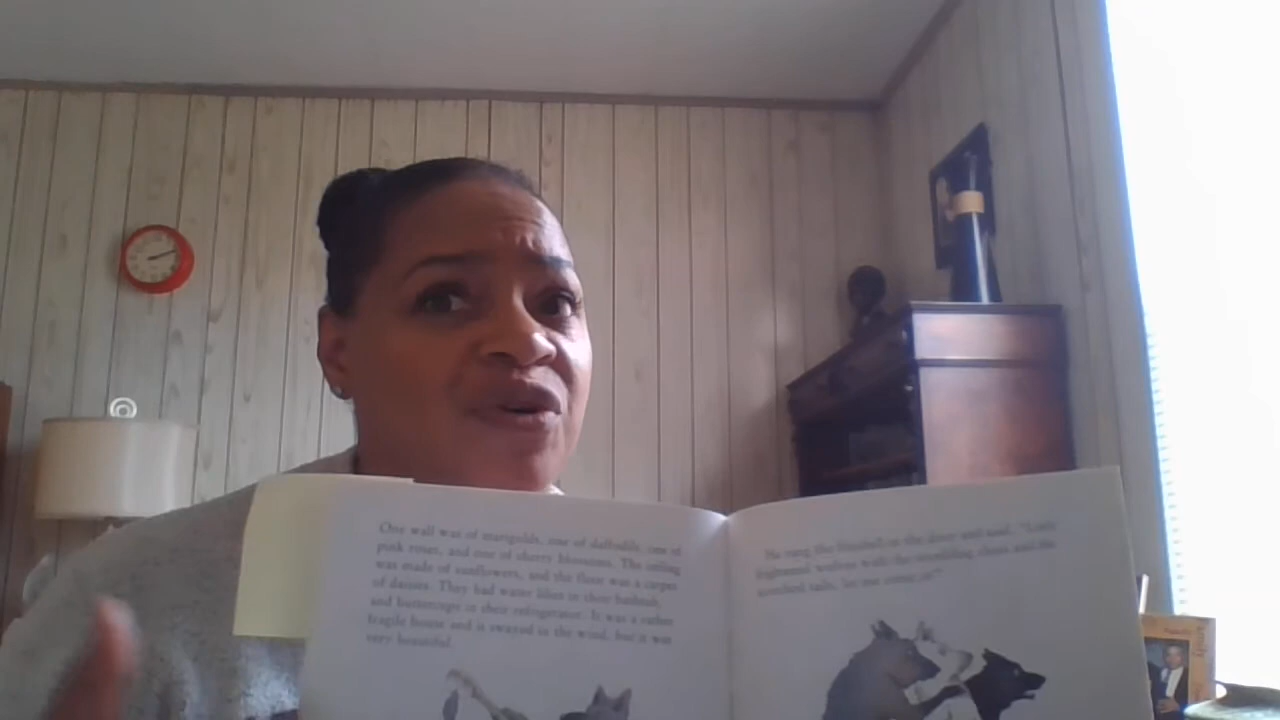 One wall was of marigolds, one of daffodils, one of
pink roses, and one of cherry blossoms. The ceiling
was made of sunflowers, and the floor was a carpet
of daisies. They had water lilies in their bathtub,
and buttercups in their refrigerator. It was a rather
fragile house and it swayed in the wind, but it was
very beautiful.
He rang the bluebell at the door and said, "Little
frightened wolves with the trembling chins and the
scorched tails, let me come in!"